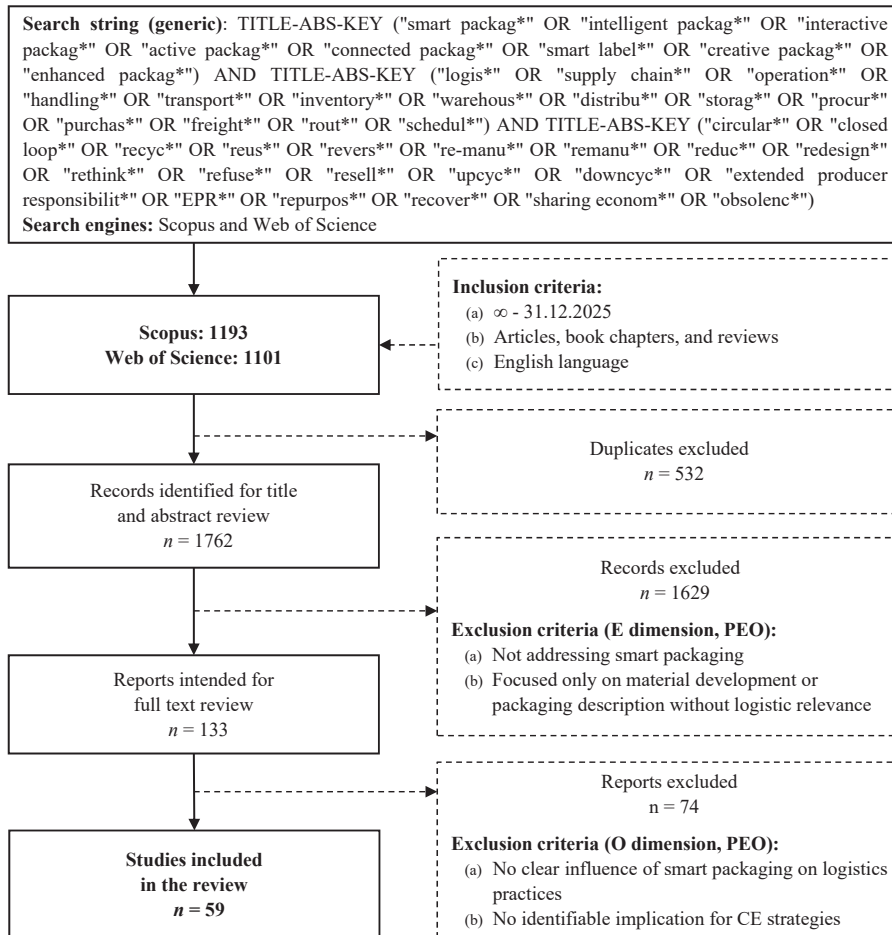 Search string (generic): TITLE-ABS-KEY ("smart packag*" OR "intelligent packag*" OR "interactive
packag*" OR "active packag*" OR "connected packag*" OR "smart label*" OR "creative packag*" OR
"enhanced packag*") AND TITLE-ABS-KEY ("logis*" OR "supply chain*" OR "operation*" OR
"handling*" OR "transport*" OR "inventory*" OR "warehous*" OR "distribu*" OR "storag*" OR "procur*"
OR "purchas*" OR "freight*" OR "rout*" OR "schedul*") AND TITLE-ABS-KEY ("circular*" OR "closed
loop*" OR "recyc*" OR "reus*" OR "revers*" OR "re-manu*" OR "remanu*" OR "reduc*" OR "redesign*"
OR "rethink*" OR "refuse*" OR "resell*" OR "upcyc*" OR "downcyc*" OR "extended producer
responsibilit*" OR "EPR*" OR "repurpos*" OR "recover*" OR "sharing econom*" OR "obsolenc*")
Search engines: Scopus and Web of Science
Scopus: 1193
Web of Science: 1101
Inclusion criteria:
(a) ∞ - 31.12.2025
(b) Articles, book chapters, and reviews
(c) English language
Duplicates excluded
n = 532
Records identified for title
and abstract review
n = 1762
Records excluded
n = 1629
Exclusion criteria (E dimension, PEO):
(a) Not addressing smart packaging
(b) Focused only on material development or
packaging description without logistic relevance
Reports intended for
full text review
n = 133
Reports excluded
n = 74
Exclusion criteria (O dimension, PEO):
(a) No clear influence of smart packaging on logistics
practices
(b) No identifiable implication for CE strategies
Studies included
in the review
n = 59